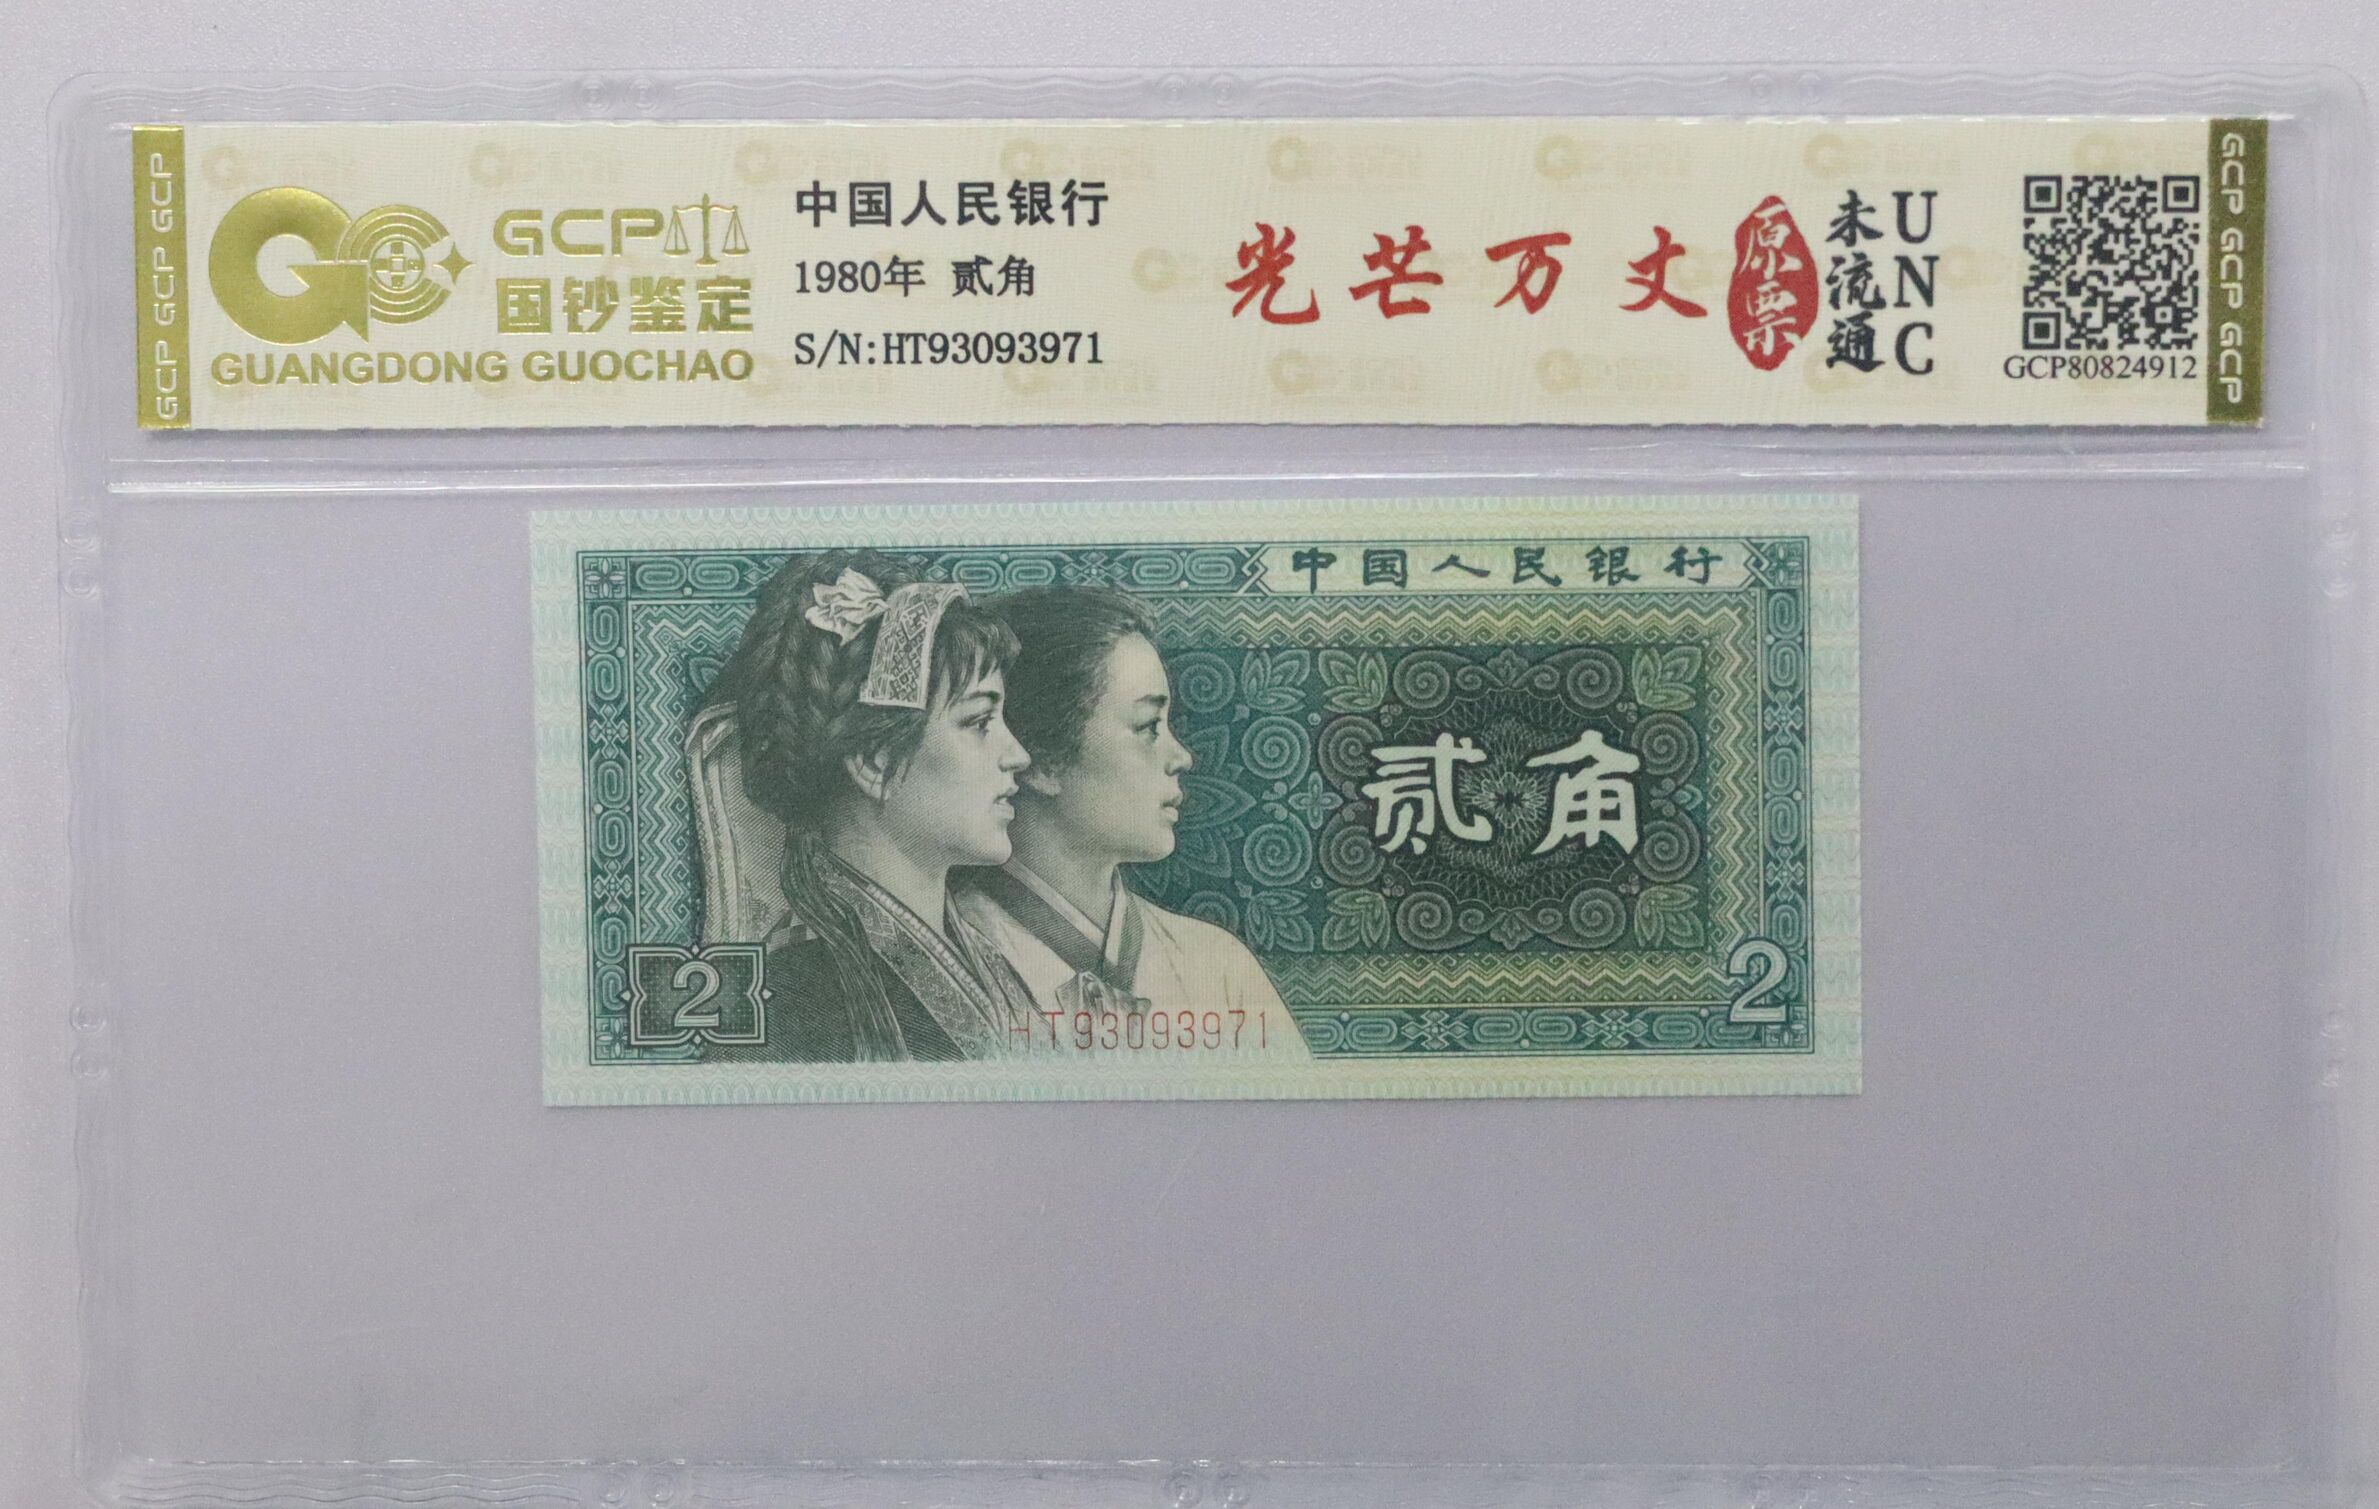 GCP GCP GCP
GCP
国钞鉴定
GUANGDONG GUOCHAO
中国人民银行
1980年 贰角
S/N:HT93093971
光芒万丈
原票
未流通
UNC
GCP80824912
GCP GCP GCP
中国人民银行
贰角
2
2
HT93093971